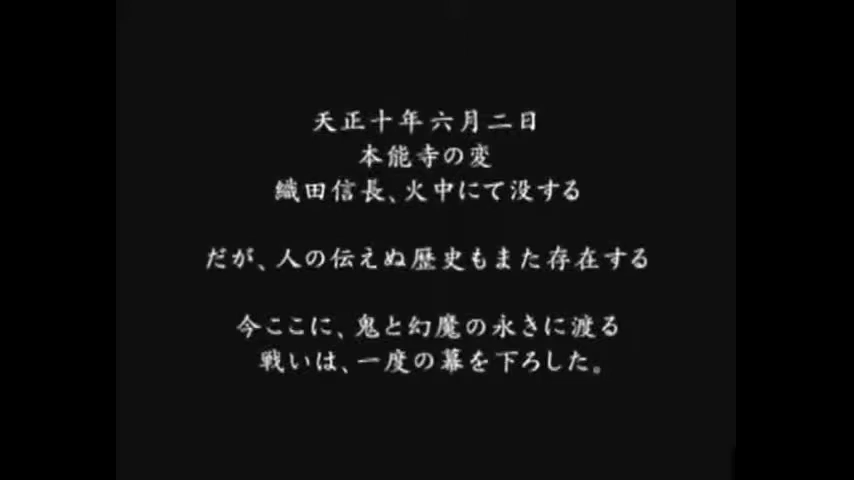 天正十年六月二日
本能寺の変
織田信長、火中にて没する
だが、人の伝えぬ歴史もまた存在する
今ここに、鬼と幻魔の永きに渡る
戦いは、一度の幕を下ろした。